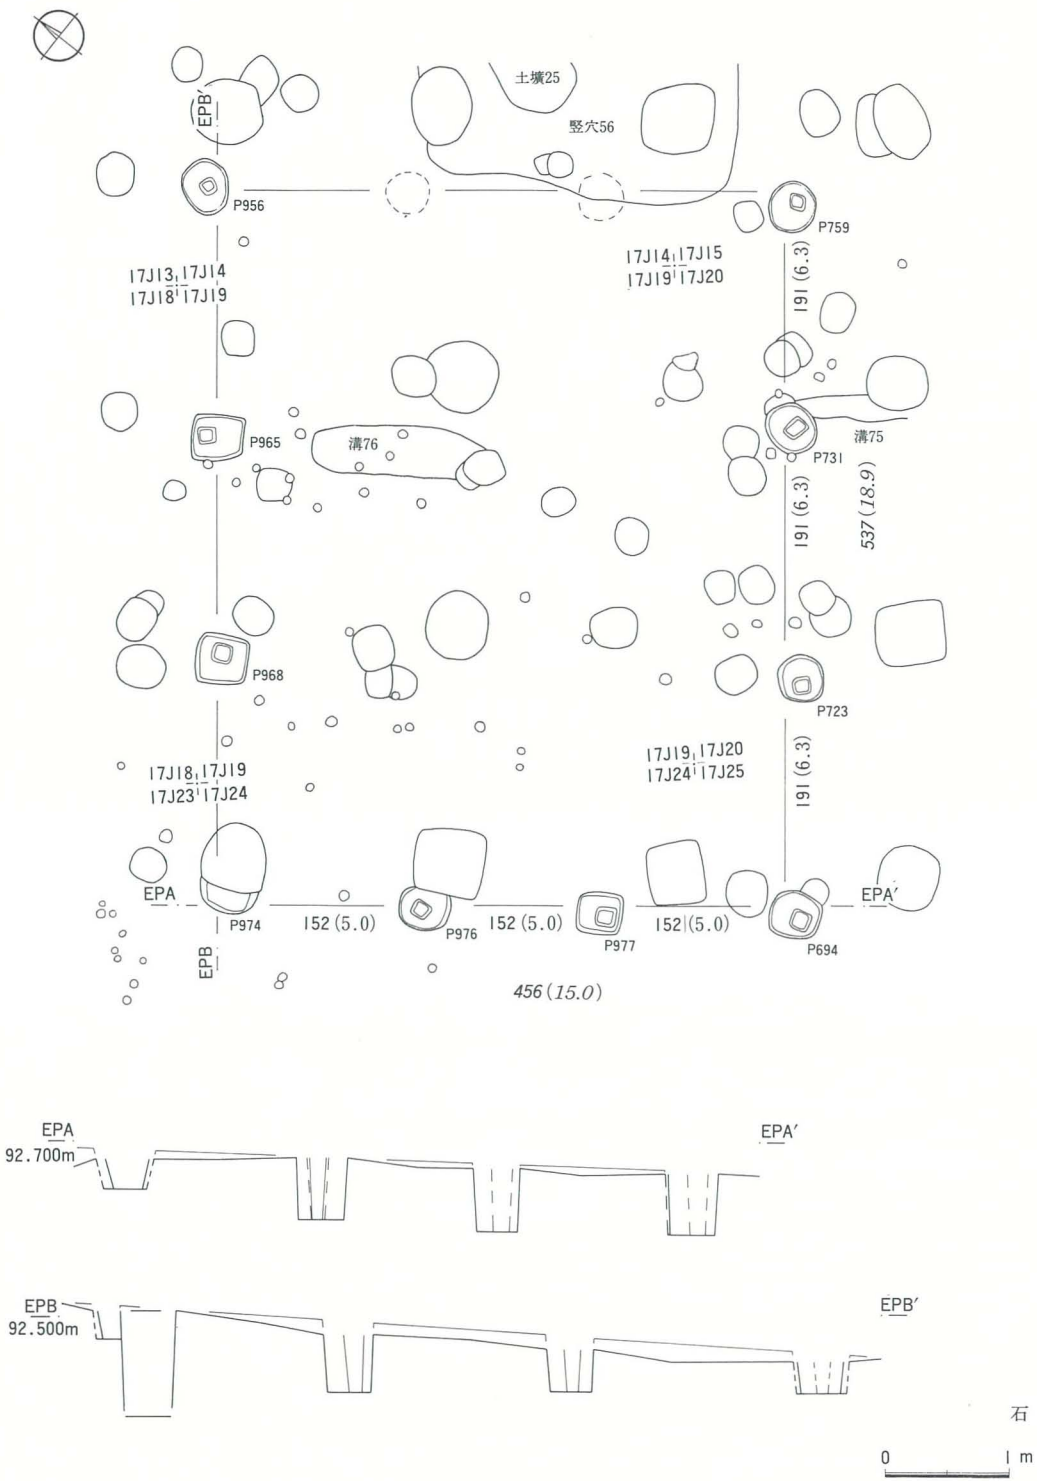 土壙25
EPB′
竪穴56
P956
P759
17J13 17J14
17J18 17J19
17J14 17J15
17J19 17J20
191 (6.3)
P965
溝76
溝75
P731
191 (6.3)
537 (18.9)
P968
P723
17J18 17J19
17J23 17J24
17J19 17J20
17J24 17J25
191 (6.3)
EPA
EPA′
P974
152 (5.0)
P976
152 (5.0)
P977
152 (5.0)
P694
EPB
456 (15.0)
EPA
92.700m
EPA′
EPB
92.500m
EPB′
石
0 1 m